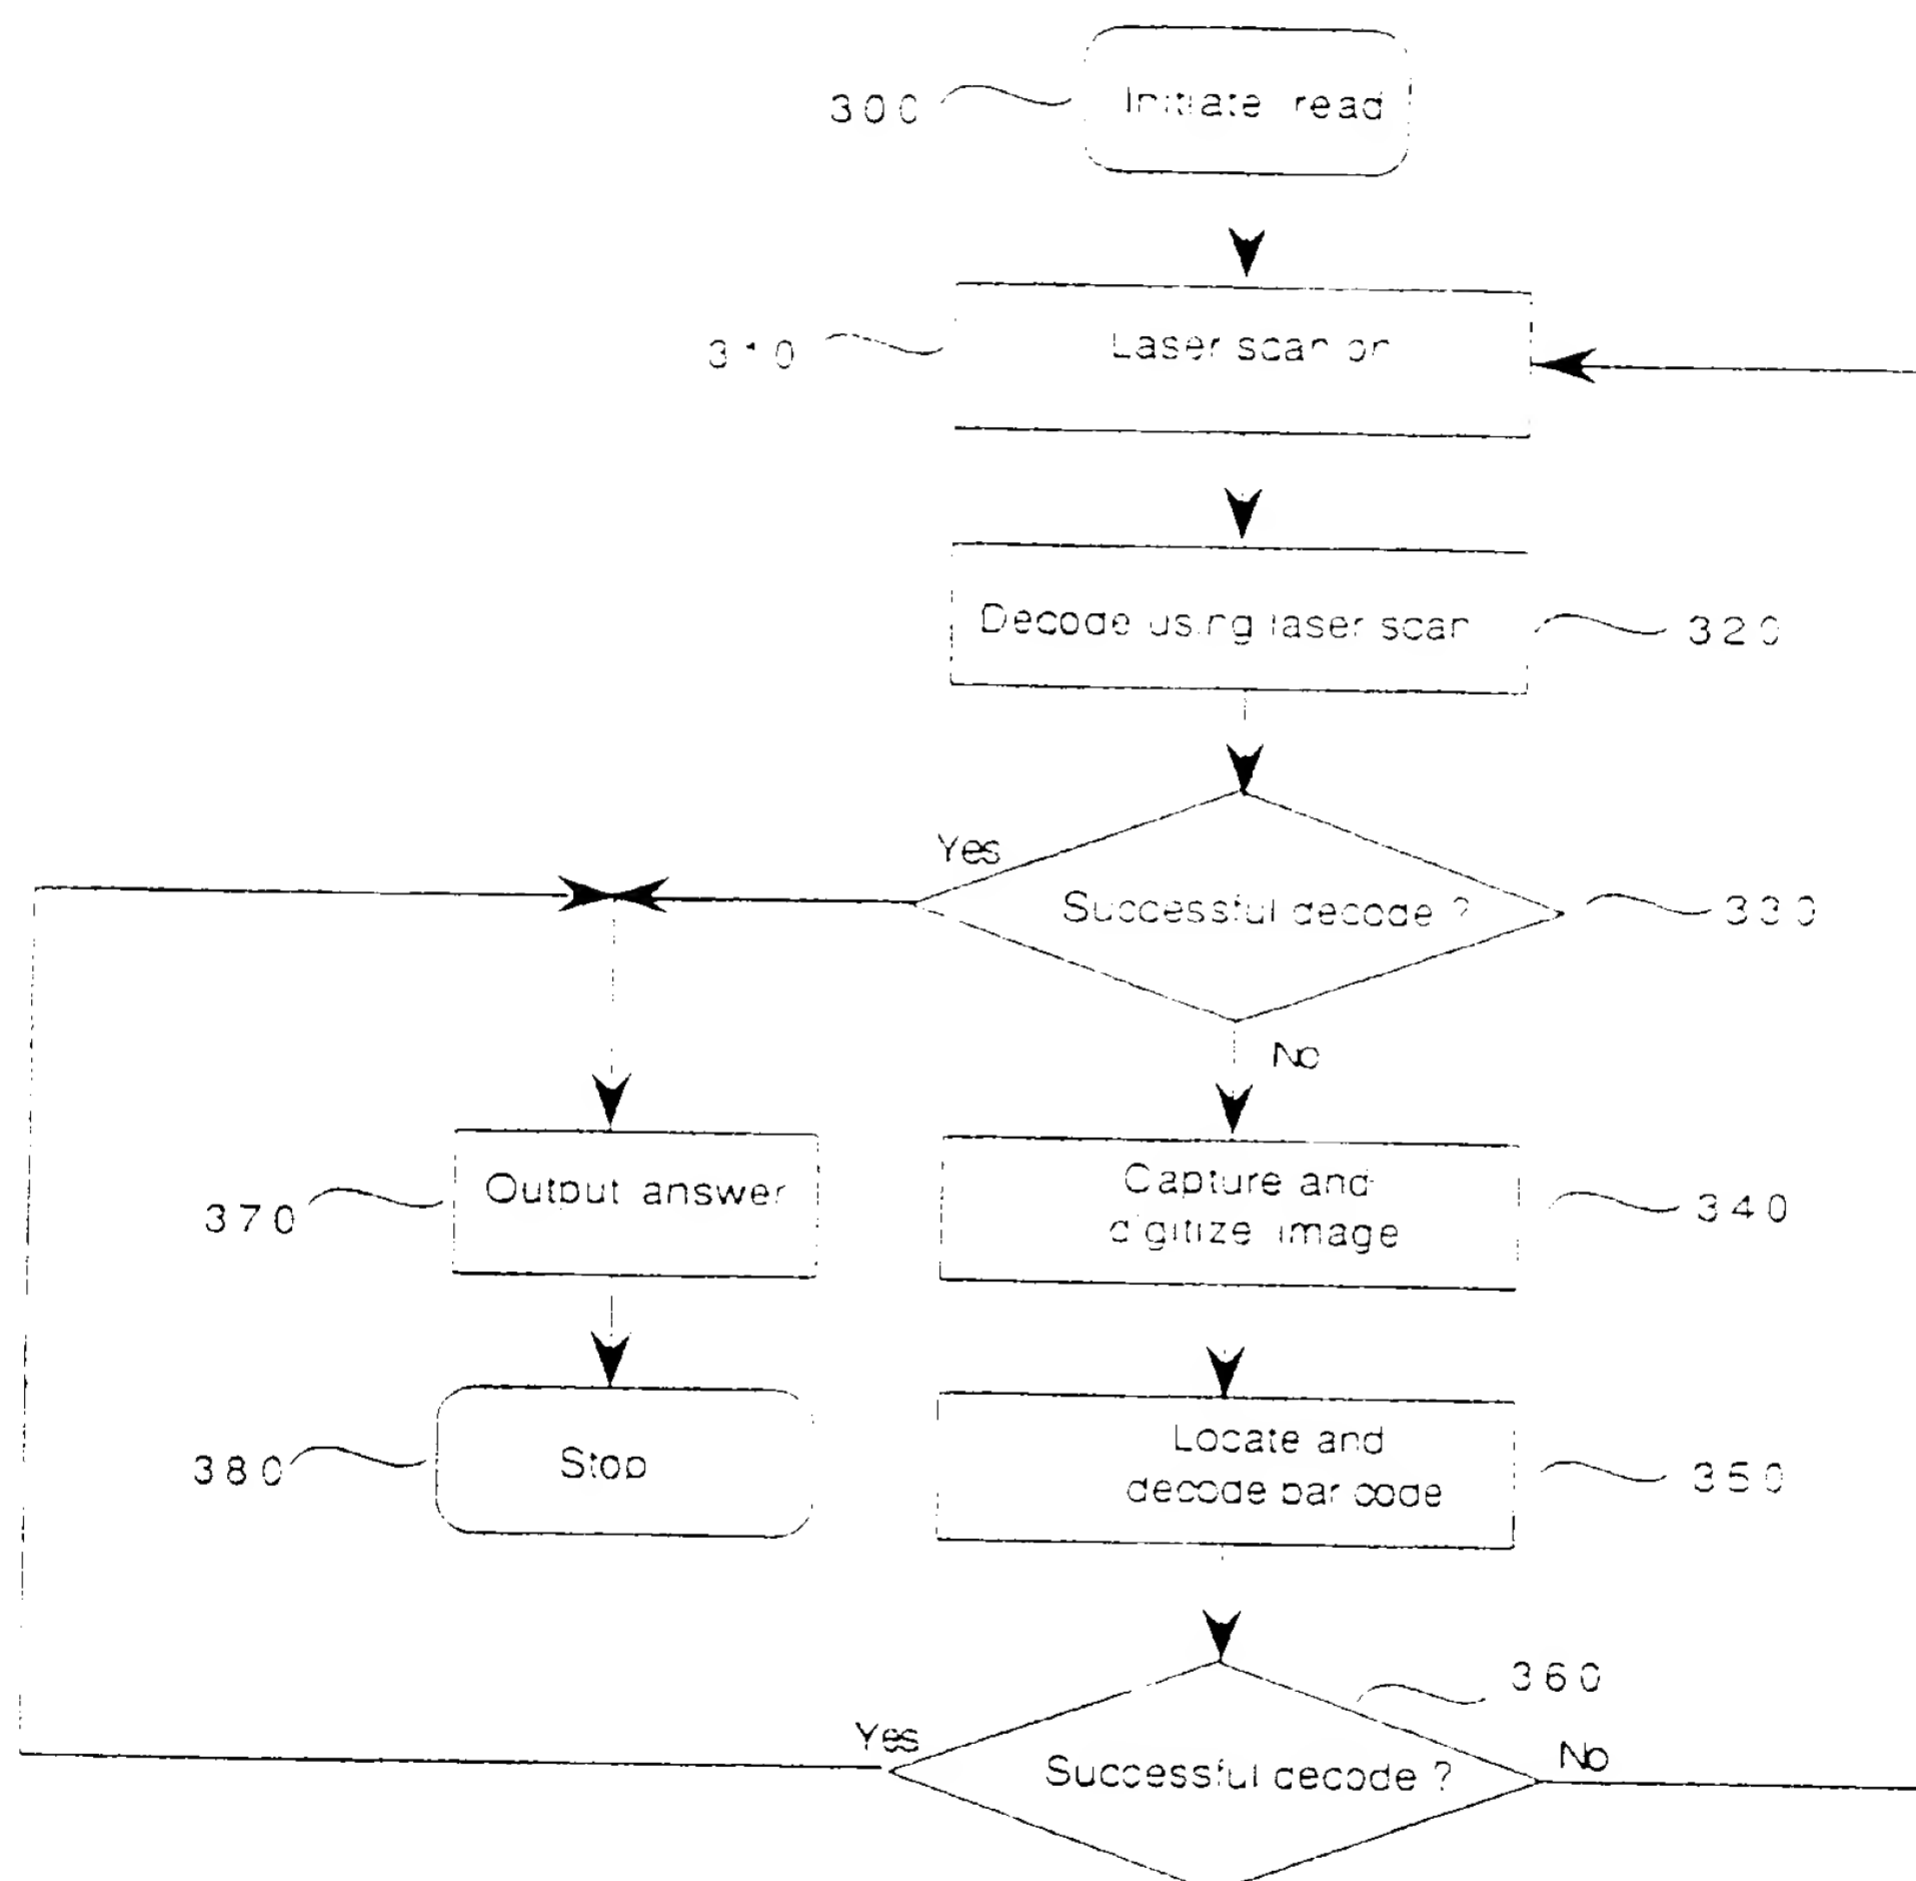 300
Initiate read
310
Laser scan on
Decode using laser scan
320
Yes
Successful decode ?
330
No
370
Output answer
Capture and
digitize image
340
380
Stop
Locate and
decode bar code
350
360
Yes
Successful decode ?
No